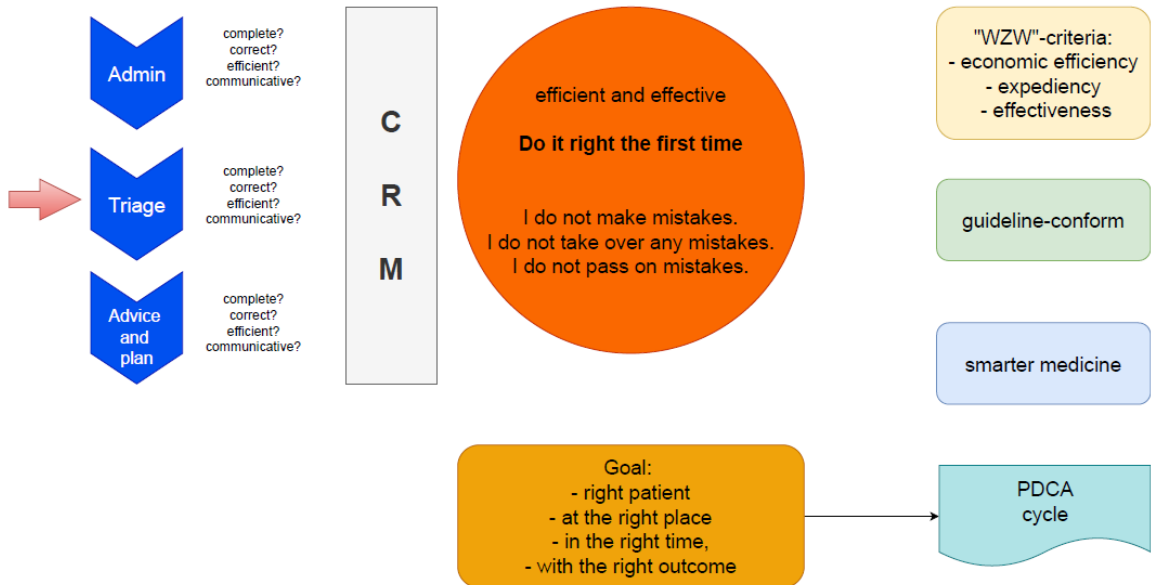 Admin
complete?
correct?
efficient?
communicative?
Triage
complete?
correct?
efficient?
communicative?
Advice
and
plan
complete?
correct?
efficient?
communicative?
C
R
M
efficient and effective
Do it right the first time
I do not make mistakes.
I do not take over any mistakes.
I do not pass on mistakes.
"WZW"-criteria:
- economic efficiency
- expediency
- effectiveness
guideline-conform
smarter medicine
Goal:
- right patient
- at the right place
- in the right time,
- with the right outcome
PDCA
cycle